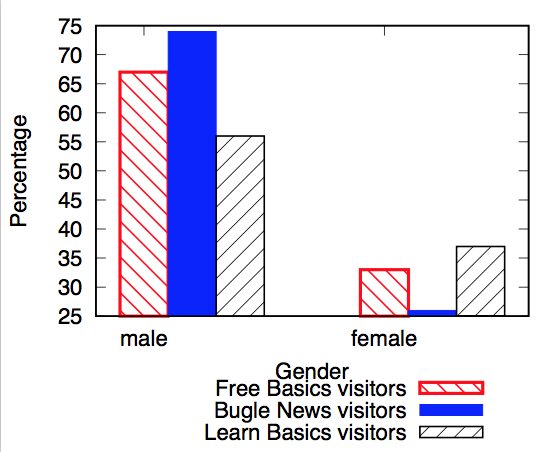 75
70
65
60
55
50
45
40
35
30
25
Percentage
male female
Gender
Free Basics visitors
Bugle News visitors
Learn Basics visitors